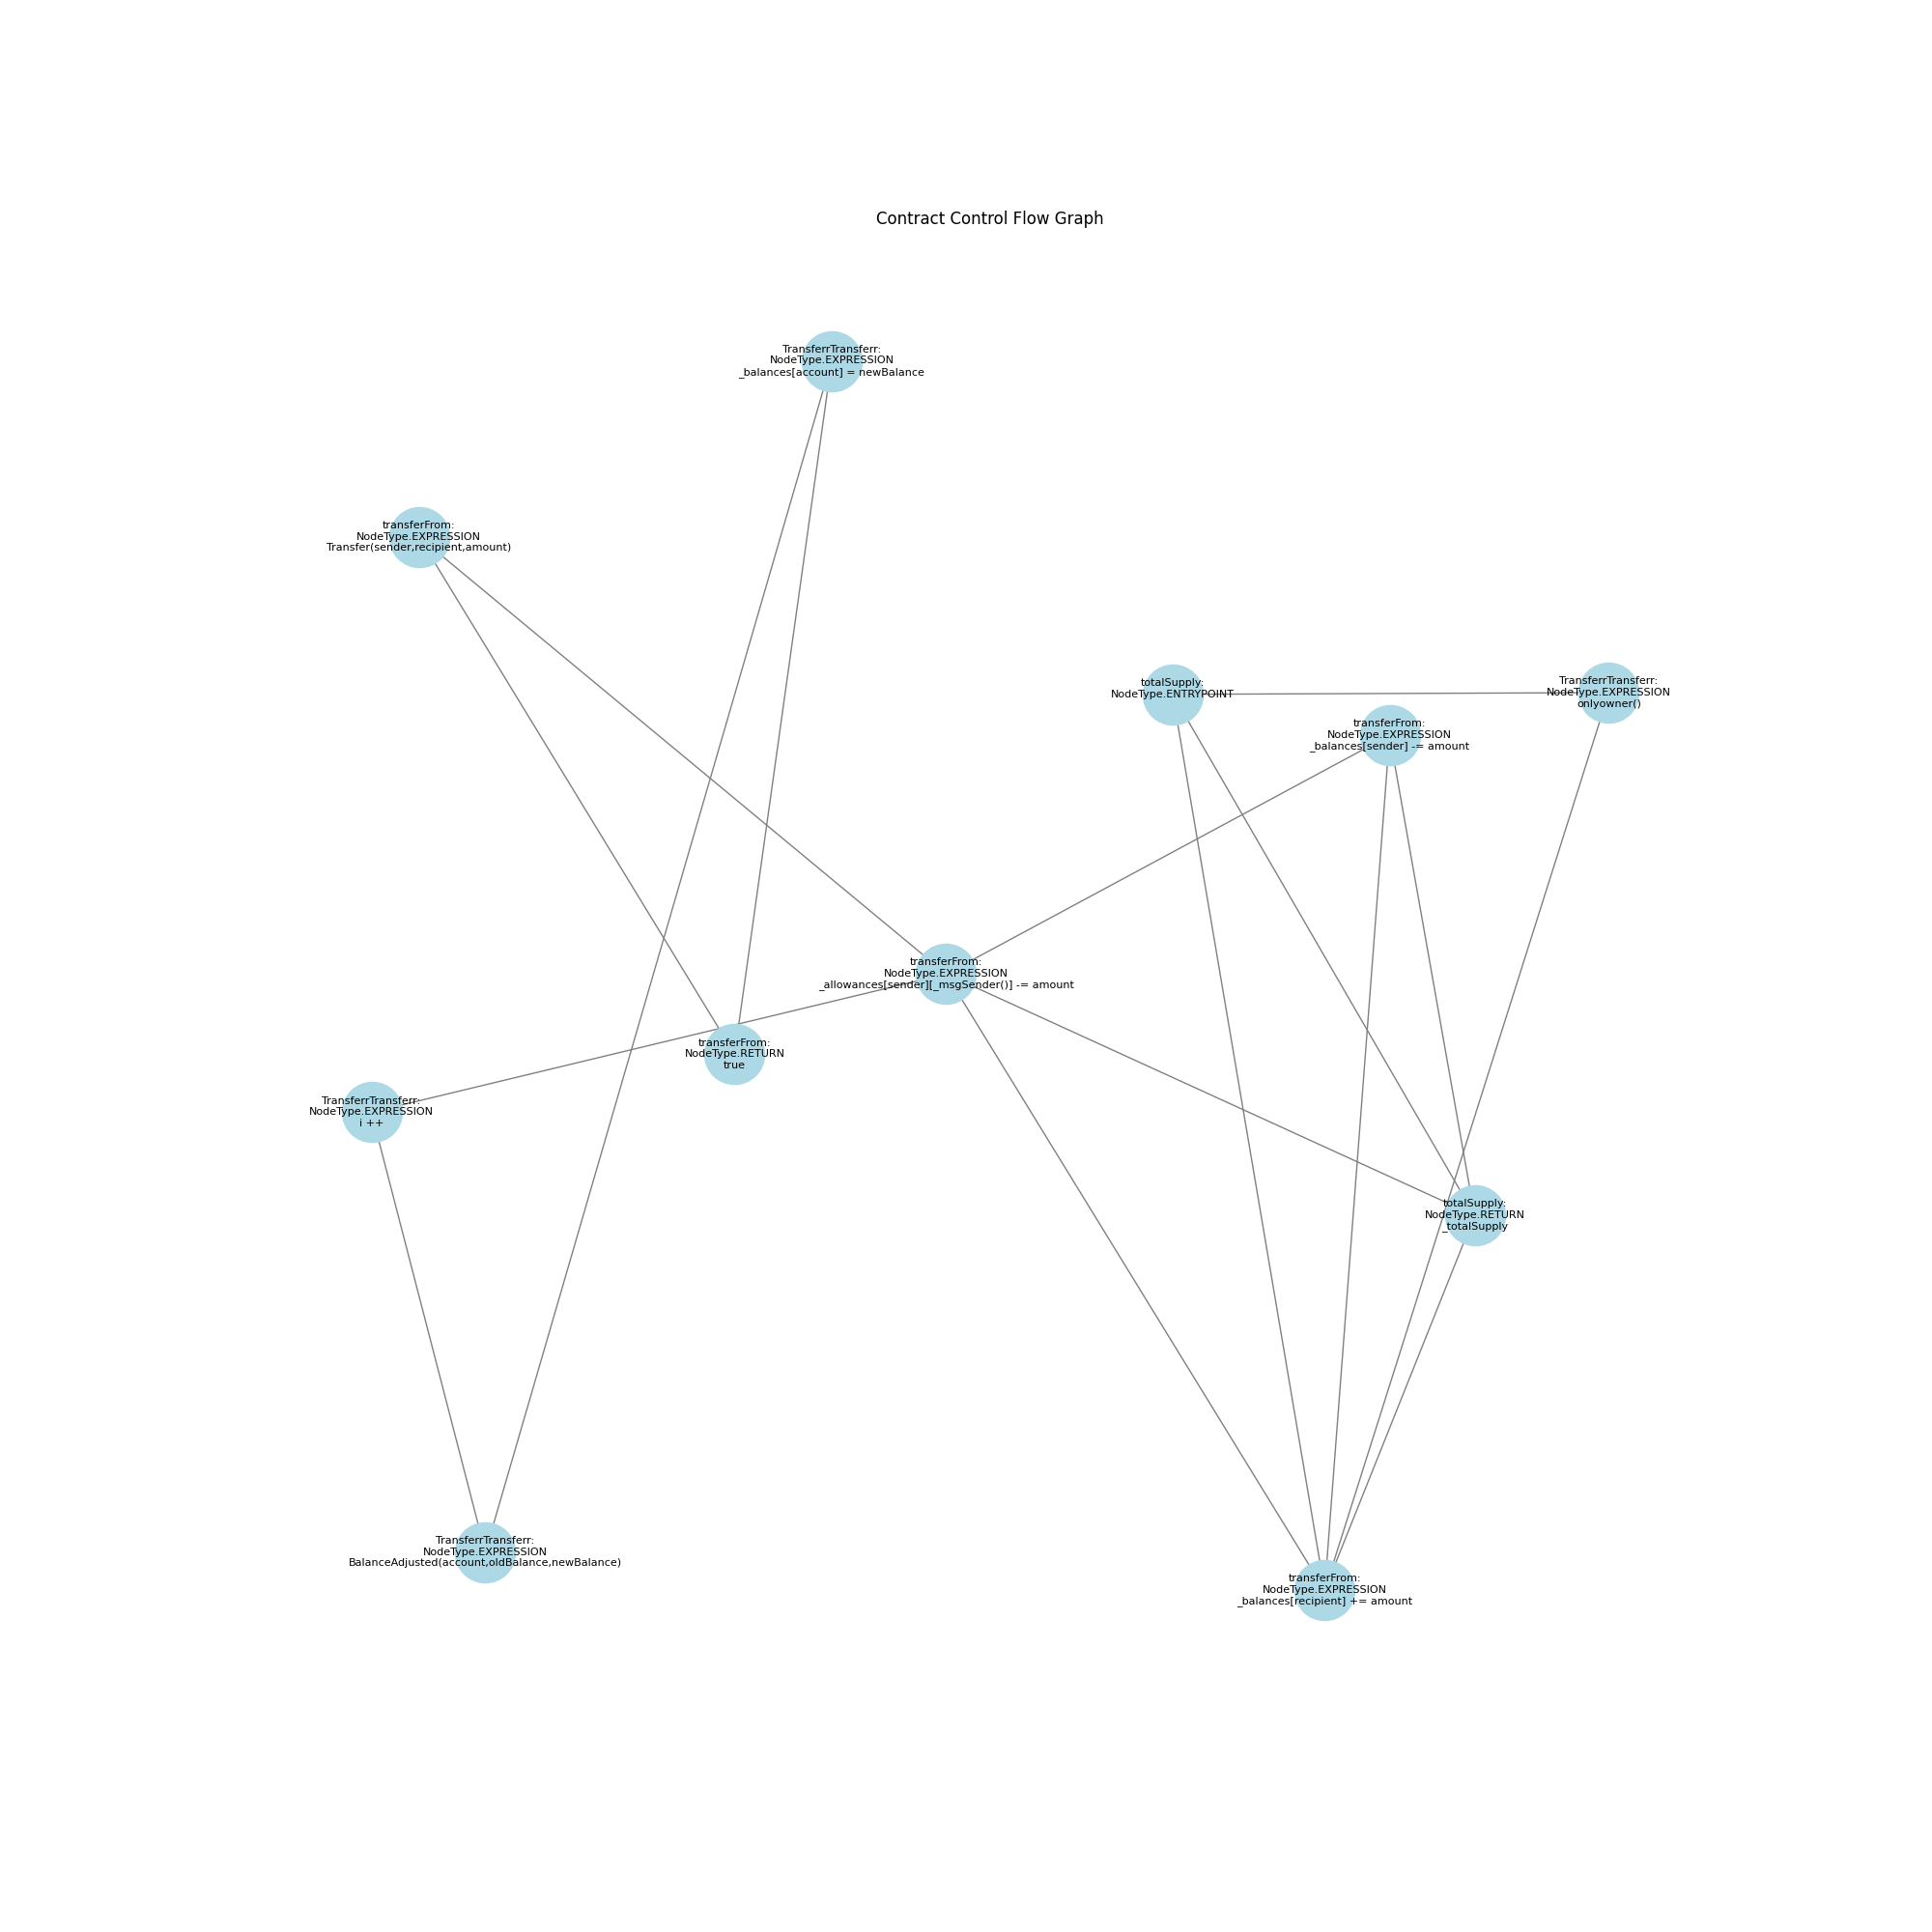 Contract Control Flow Graph
TransferrTransferr:
NodeType.EXPRESSION
_balances[account] = newBalance
transferFrom:
NodeType.EXPRESSION
Transfer(sender,recipient,amount)
totalSupply:
NodeType.ENTRYPOINT
TransferrTransferr:
NodeType.EXPRESSION
onlyowner()
transferFrom:
NodeType.EXPRESSION
_balances[sender] -= amount
transferFrom:
NodeType.EXPRESSION
_allowances[sender][_msgSender()] -= amount
transferFrom:
NodeType.RETURN
true
TransferrTransferr:
NodeType.EXPRESSION
i ++
totalSupply:
NodeType.RETURN
_totalSupply
TransferrTransferr:
NodeType.EXPRESSION
BalanceAdjusted(account,oldBalance,newBalance)
transferFrom:
NodeType.EXPRESSION
_balances[recipient] += amount